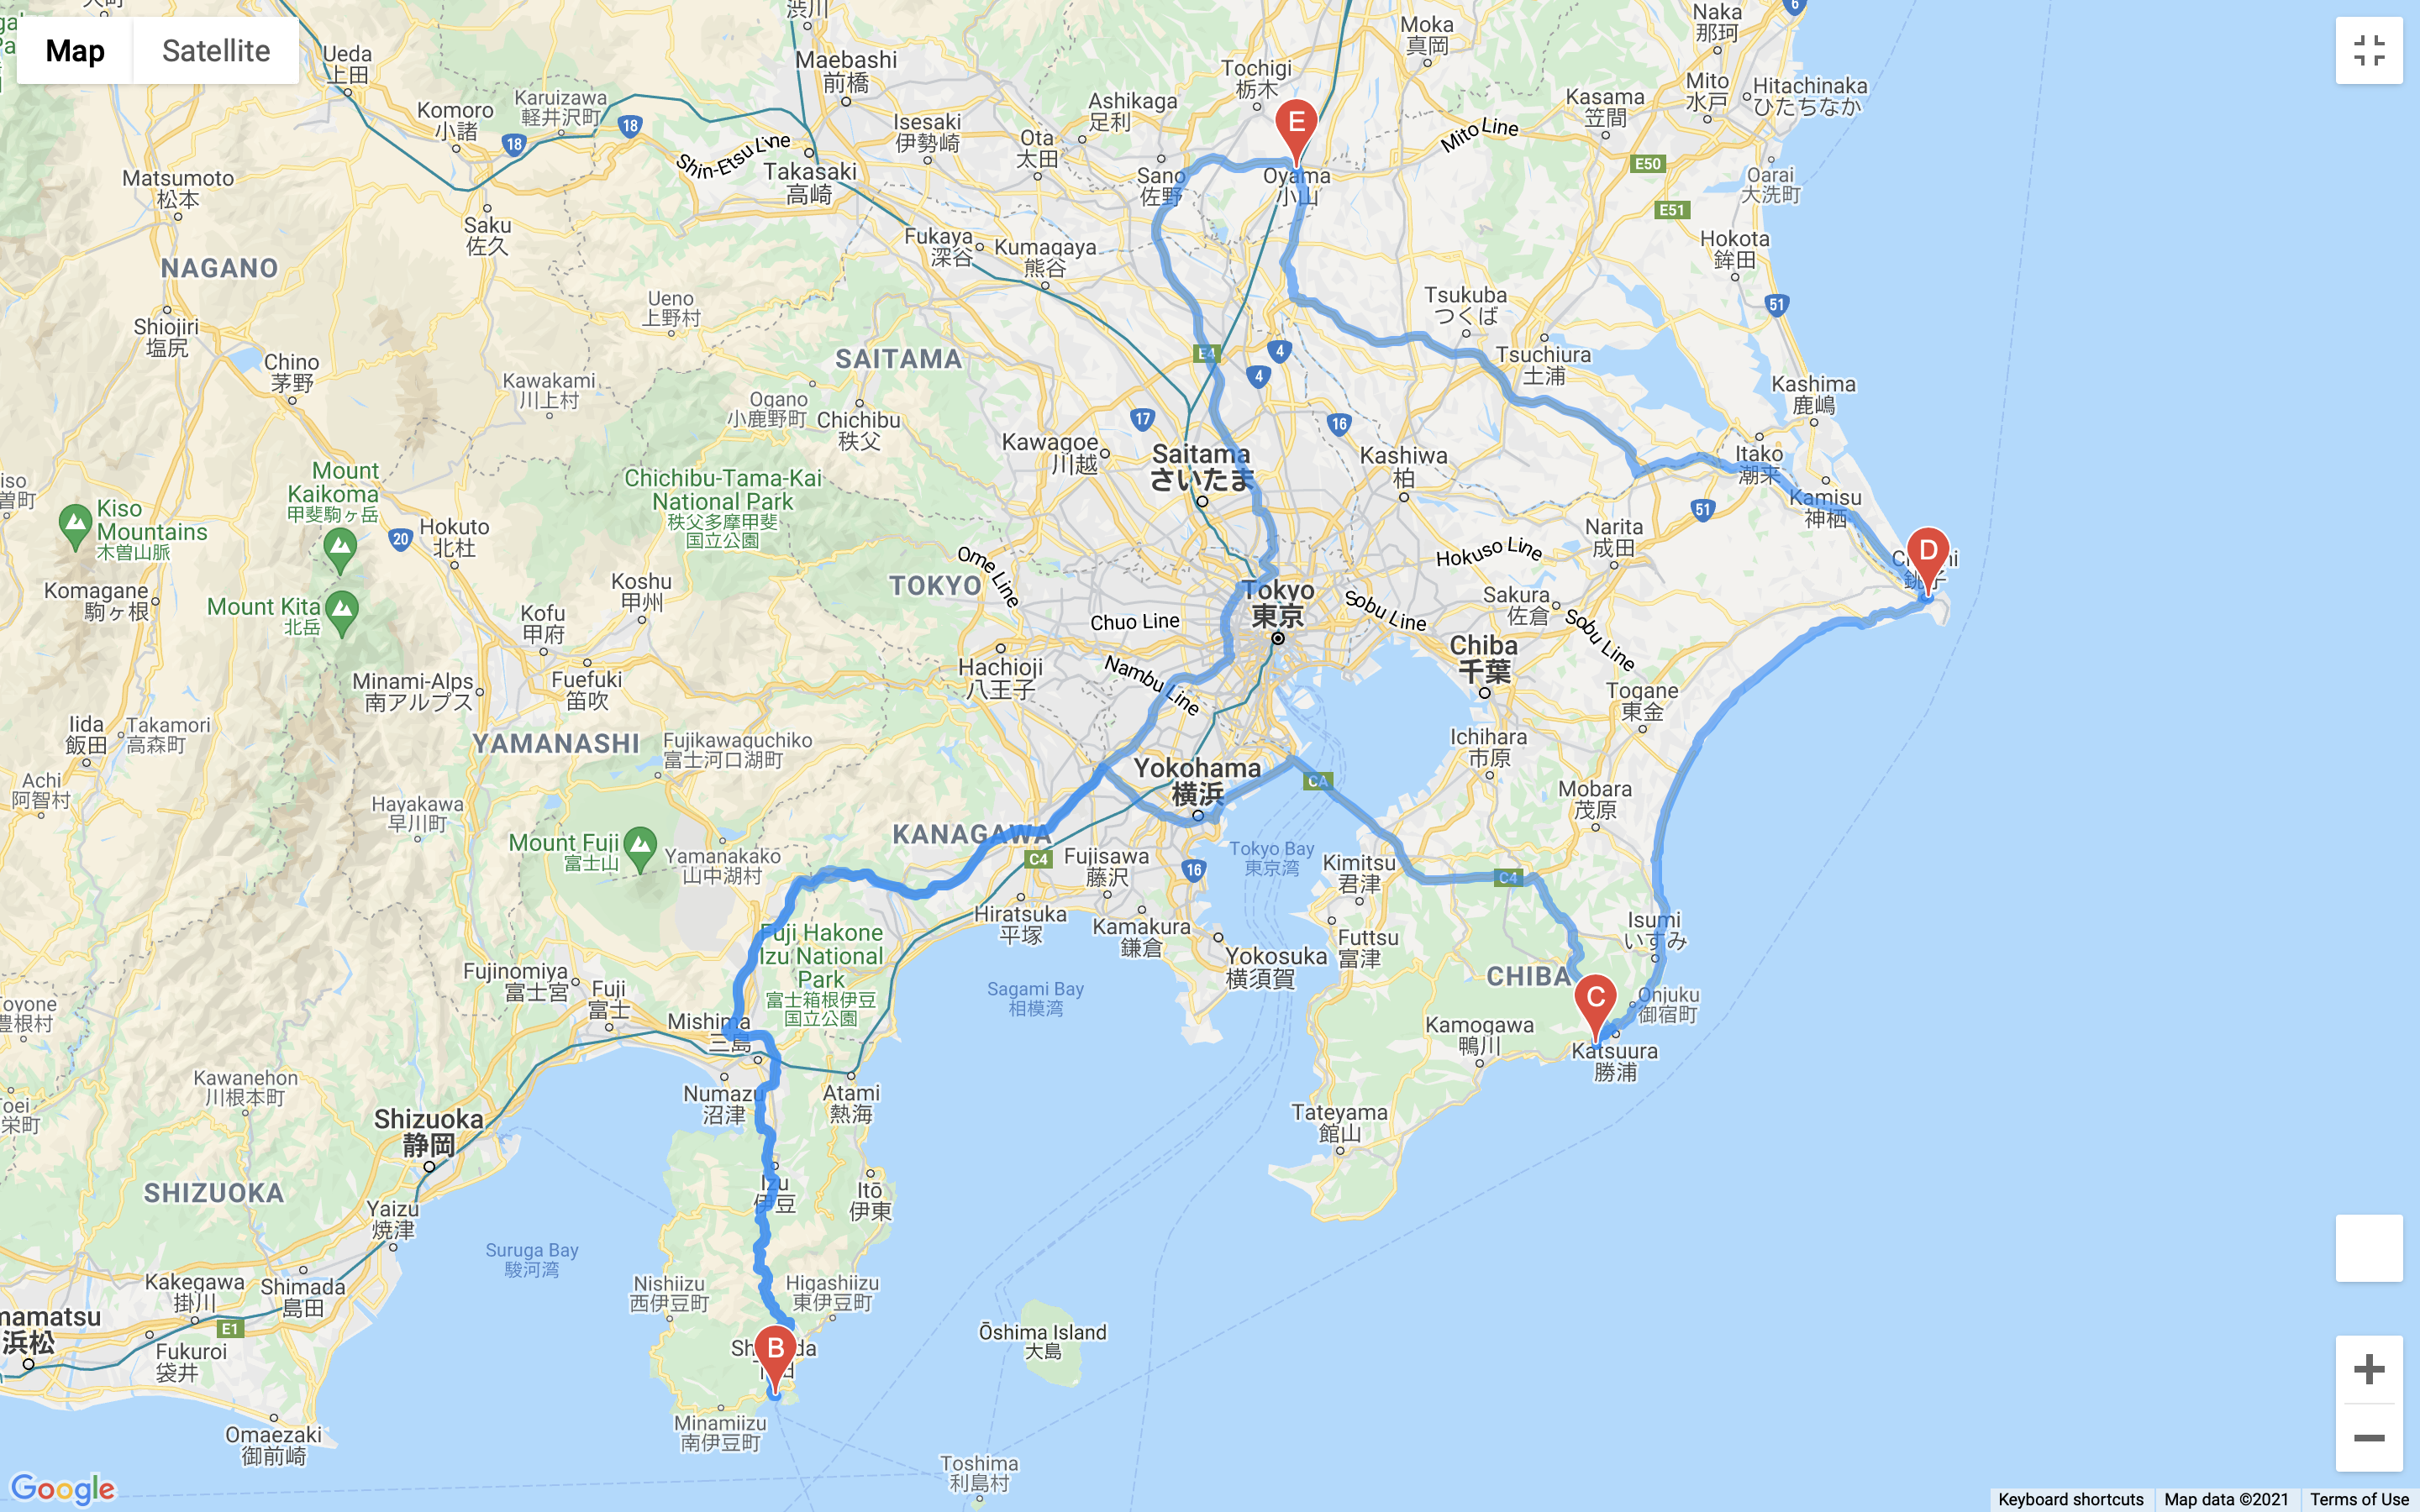 Map
Satellite
渋川
Naka
那珂
6
Moka
真岡
Ueda
上田
Maebashi
前橋
Tochigi
栃木
Mito
水戸
Hitachinaka
ひたちなか
Komoro
小諸
Karuizawa
軽井沢町
18
18
Ashikaga
足利
Kasama
笠間
Isesaki
伊勢崎
Ota
太田
E
Mito Line
Shin-Etsu Line
Takasaki
高崎
E50
Matsumoto
松本
Sano
佐野
Oyama
小山
Oarai
大洗町
E51
Saku
佐久
Fukaya
深谷
Kumagaya
熊谷
Hokota
鉾田
NAGANO
Ueno
上野村
Tsukuba
つくば
51
Shiojiri
塩尻
Chino
茅野
SAITAMA
E4
4
4
Tsuchiura
土浦
Kawakami
川上村
Ogano
小鹿野町
Chichibu
秩父
Kashima
鹿嶋
17
16
Kawagoe
川越
Saitama
さいたま
Kashiwa
柏
Itako
潮来
Mount
Kaikoma
甲斐駒ヶ岳
Chichibu-Tama-Kai
National Park
秩父多摩甲斐
国立公園
Kamisu
神栖
Kiso
Mountains
木曽山脈
20
Hokuto
北杜
51
Narita
成田
Hokuso Line
D
Ome Line
TOKYO
Komagane
駒ヶ根
Mount Kita
北岳
Koshu
甲州
Kofu
甲府
Tokyo
東京
Chuo Line
Sobu Line
Sakura
佐倉
Sobu Line
Chiba
千葉
Hachioji
八王子
Nambu Line
Minami-Alps
南アルプス
Fuefuki
笛吹
Togane
東金
Iida
飯田
Takamori
高森町
YAMANASHI
Fujikawaguchiko
富士河口湖町
Ichihara
市原
Yokohama
横浜
CA
Achi
阿智村
Hayakawa
早川町
Mobara
茂原
KANAGAWA
Mount Fuji
富士山
Yamanakako
山中湖村
C4
Fujisawa
藤沢
16
Tokyo Bay
東京湾
Kimitsu
君津
C4
Hiratsuka
平塚
Kamakura
鎌倉
Isumi
いすみ
Fuji Hakone
Izu National
Park
富士箱根伊豆
国立公園
Yokosuka
横須賀
Futtsu
富津
CHIBA
Fujinomiya
富士宮
Fuji
富士
Sagami Bay
相模湾
C
Onjuku
御宿町
Mishima
三島
Kamogawa
鴨川
Katsuura
勝浦
Kawanehon
川根本町
Numazu
沼津
Atami
熱海
Shizuoka
静岡
Tateyama
館山
SHIZUOKA
Izu
伊豆
Itō
伊東
Yaizu
焼津
Suruga Bay
駿河湾
Kakegawa
掛川
Shimada
島田
Nishiizu
西伊豆町
Higashiizu
東伊豆町
E1
浜松
Fukuroi
袋井
B
Ōshima Island
大島
Minamiizu
南伊豆町
Omaezaki
御前崎
Toshima
利島村
Google
Keyboard shortcuts
Map data ©2021
Terms of Use